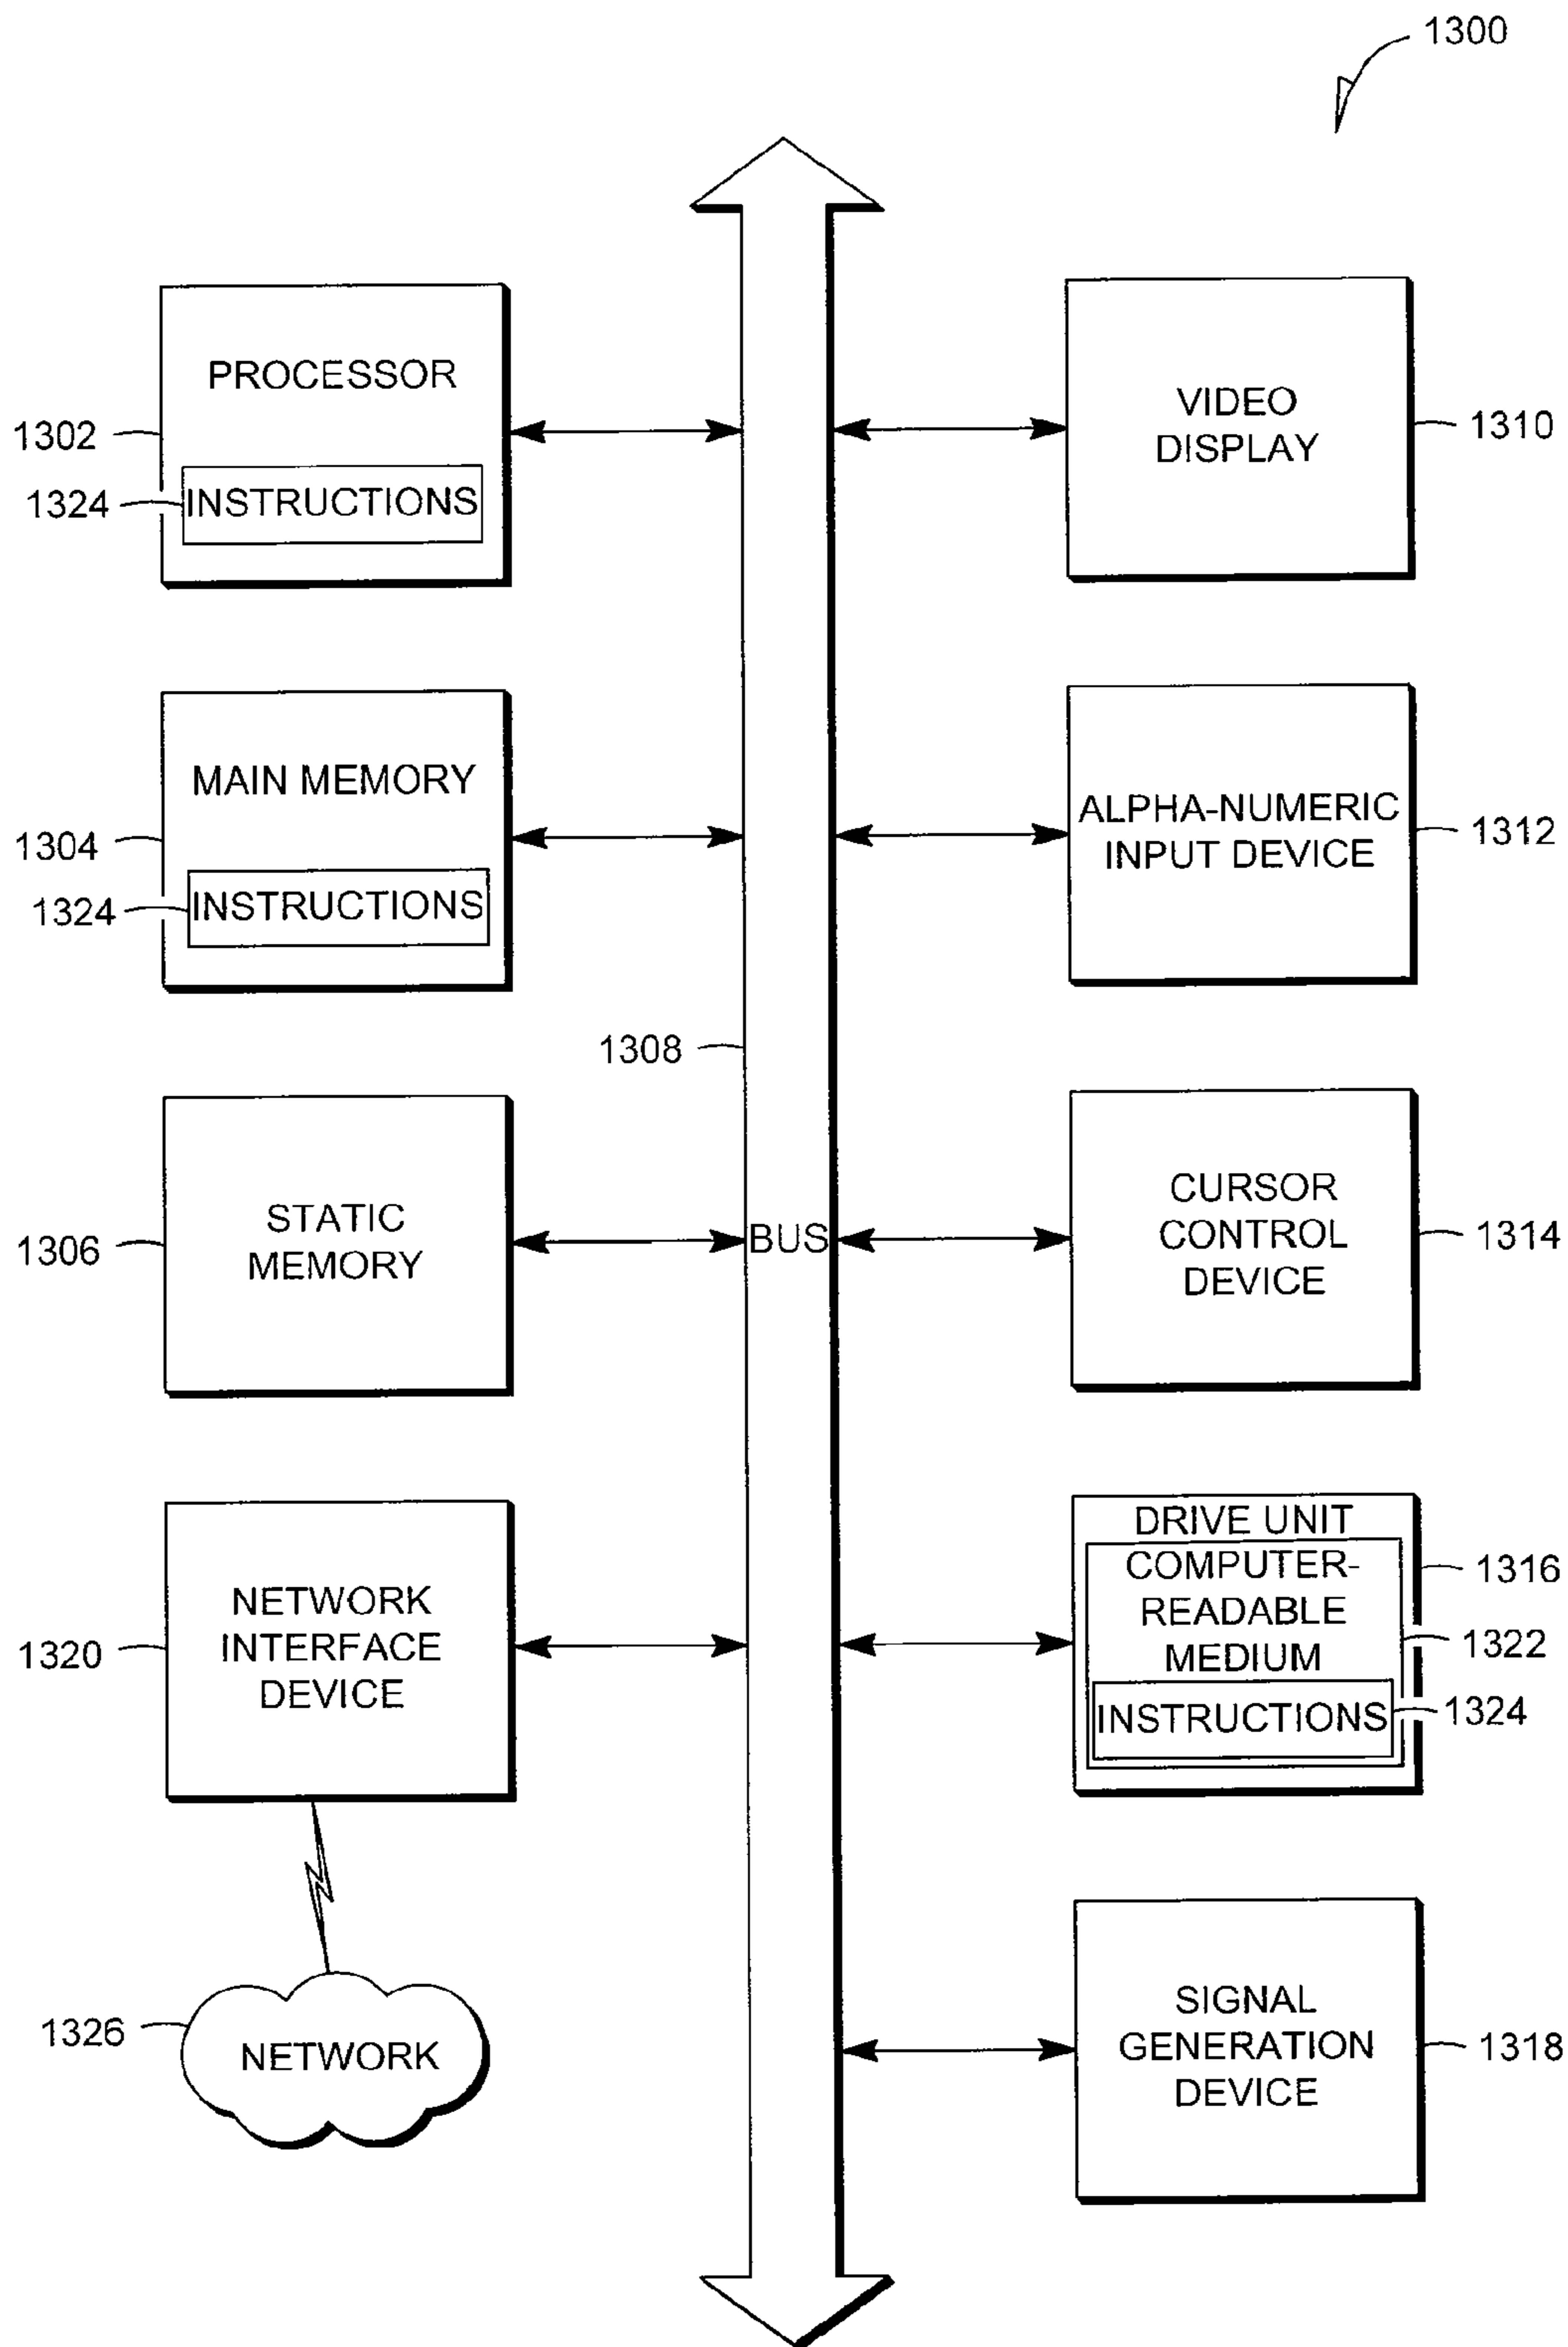 1300
PROCESSOR
1302
1324
INSTRUCTIONS
VIDEO
DISPLAY
1310
MAIN MEMORY
1304
1324
INSTRUCTIONS
ALPHA-NUMERIC
INPUT DEVICE
1312
1308
STATIC
MEMORY
1306
BUS
CURSOR
CONTROL
DEVICE
1314
NETWORK
INTERFACE
DEVICE
1320
DRIVE UNIT
COMPUTER-
READABLE
MEDIUM
INSTRUCTIONS
1316
1322
1324
1326
NETWORK
SIGNAL
GENERATION
DEVICE
1318